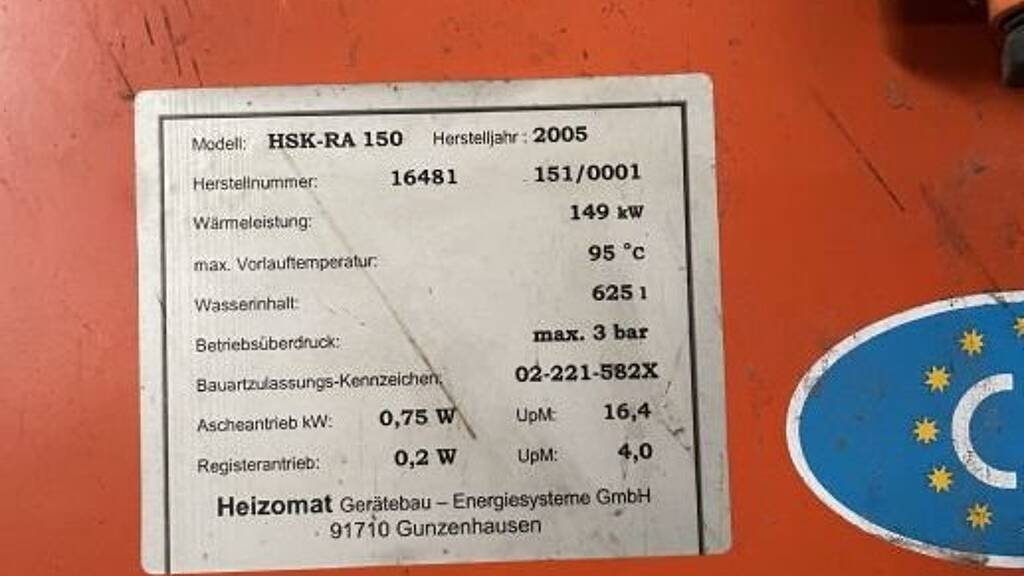 Modell: HSK-RA 150 Herstelljahr : 2005
Herstellnummer: 16481 151/0001
Wärmeleistung: 149 kW
max. Vorlauftemperatur: 95 °C
Wasserinhalt: 625 l
Betriebsüberdruck: max. 3 bar
Bauartzulassungs-Kennzeichen: 02-221-582X
Ascheantrieb kW: 0,75 W UpM: 16,4
Registerantrieb: 0,2 W UpM: 4,0
Heizomat Gerätebau – Energiesysteme GmbH
91710 Gunzenhausen
C